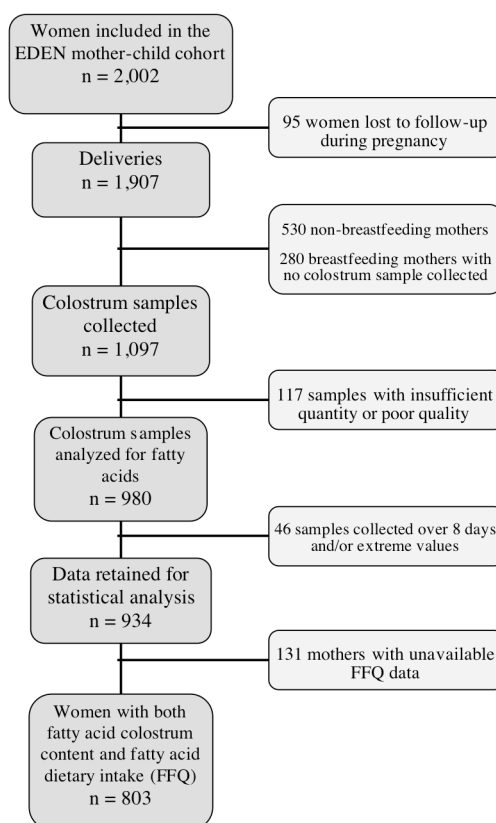 Women included in the
EDEN mother-child cohort
n = 2,002
95 women lost to follow-up
during pregnancy
Deliveries
n = 1,907
530 non-breastfeeding mothers
280 breastfeeding mothers with
no colostrum sample collected
Colostrum samples
collected
n = 1,097
117 samples with insufficient
quantity or poor quality
Colostrum samples
analyzed for fatty
acids
n = 980
46 samples collected over 8 days
and/or extreme values
Data retained for
statistical analysis
n = 934
131 mothers with unavailable
FFQ data
Women with both
fatty acid colostrum
content and fatty acid
dietary intake (FFQ)
n = 803